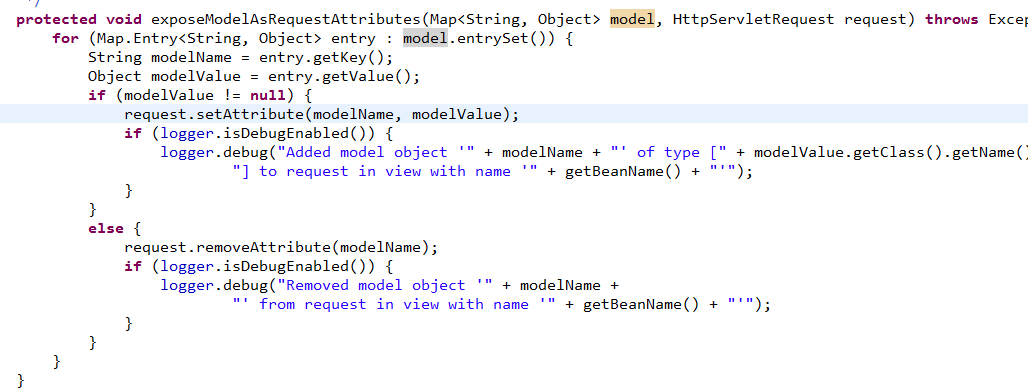 */
protected void exposeModelAsRequestAttributes(Map<String, Object> model, HttpServletRequest request) throws Excep
for (Map.Entry<String, Object> entry : model.entrySet()) {
String modelName = entry.getKey();
Object modelValue = entry.getValue();
if (modelValue != null) {
request.setAttribute(modelName, modelValue);
if (logger.isDebugEnabled()) {
logger.debug("Added model object '" + modelName + "' of type [" + modelValue.getClass().getName()
"] to request in view with name '" + getBeanName() + "'");
}
}
else {
request.removeAttribute(modelName);
if (logger.isDebugEnabled()) {
logger.debug("Removed model object '" + modelName +
"' from request in view with name '" + getBeanName() + "'");
}
}
}
}